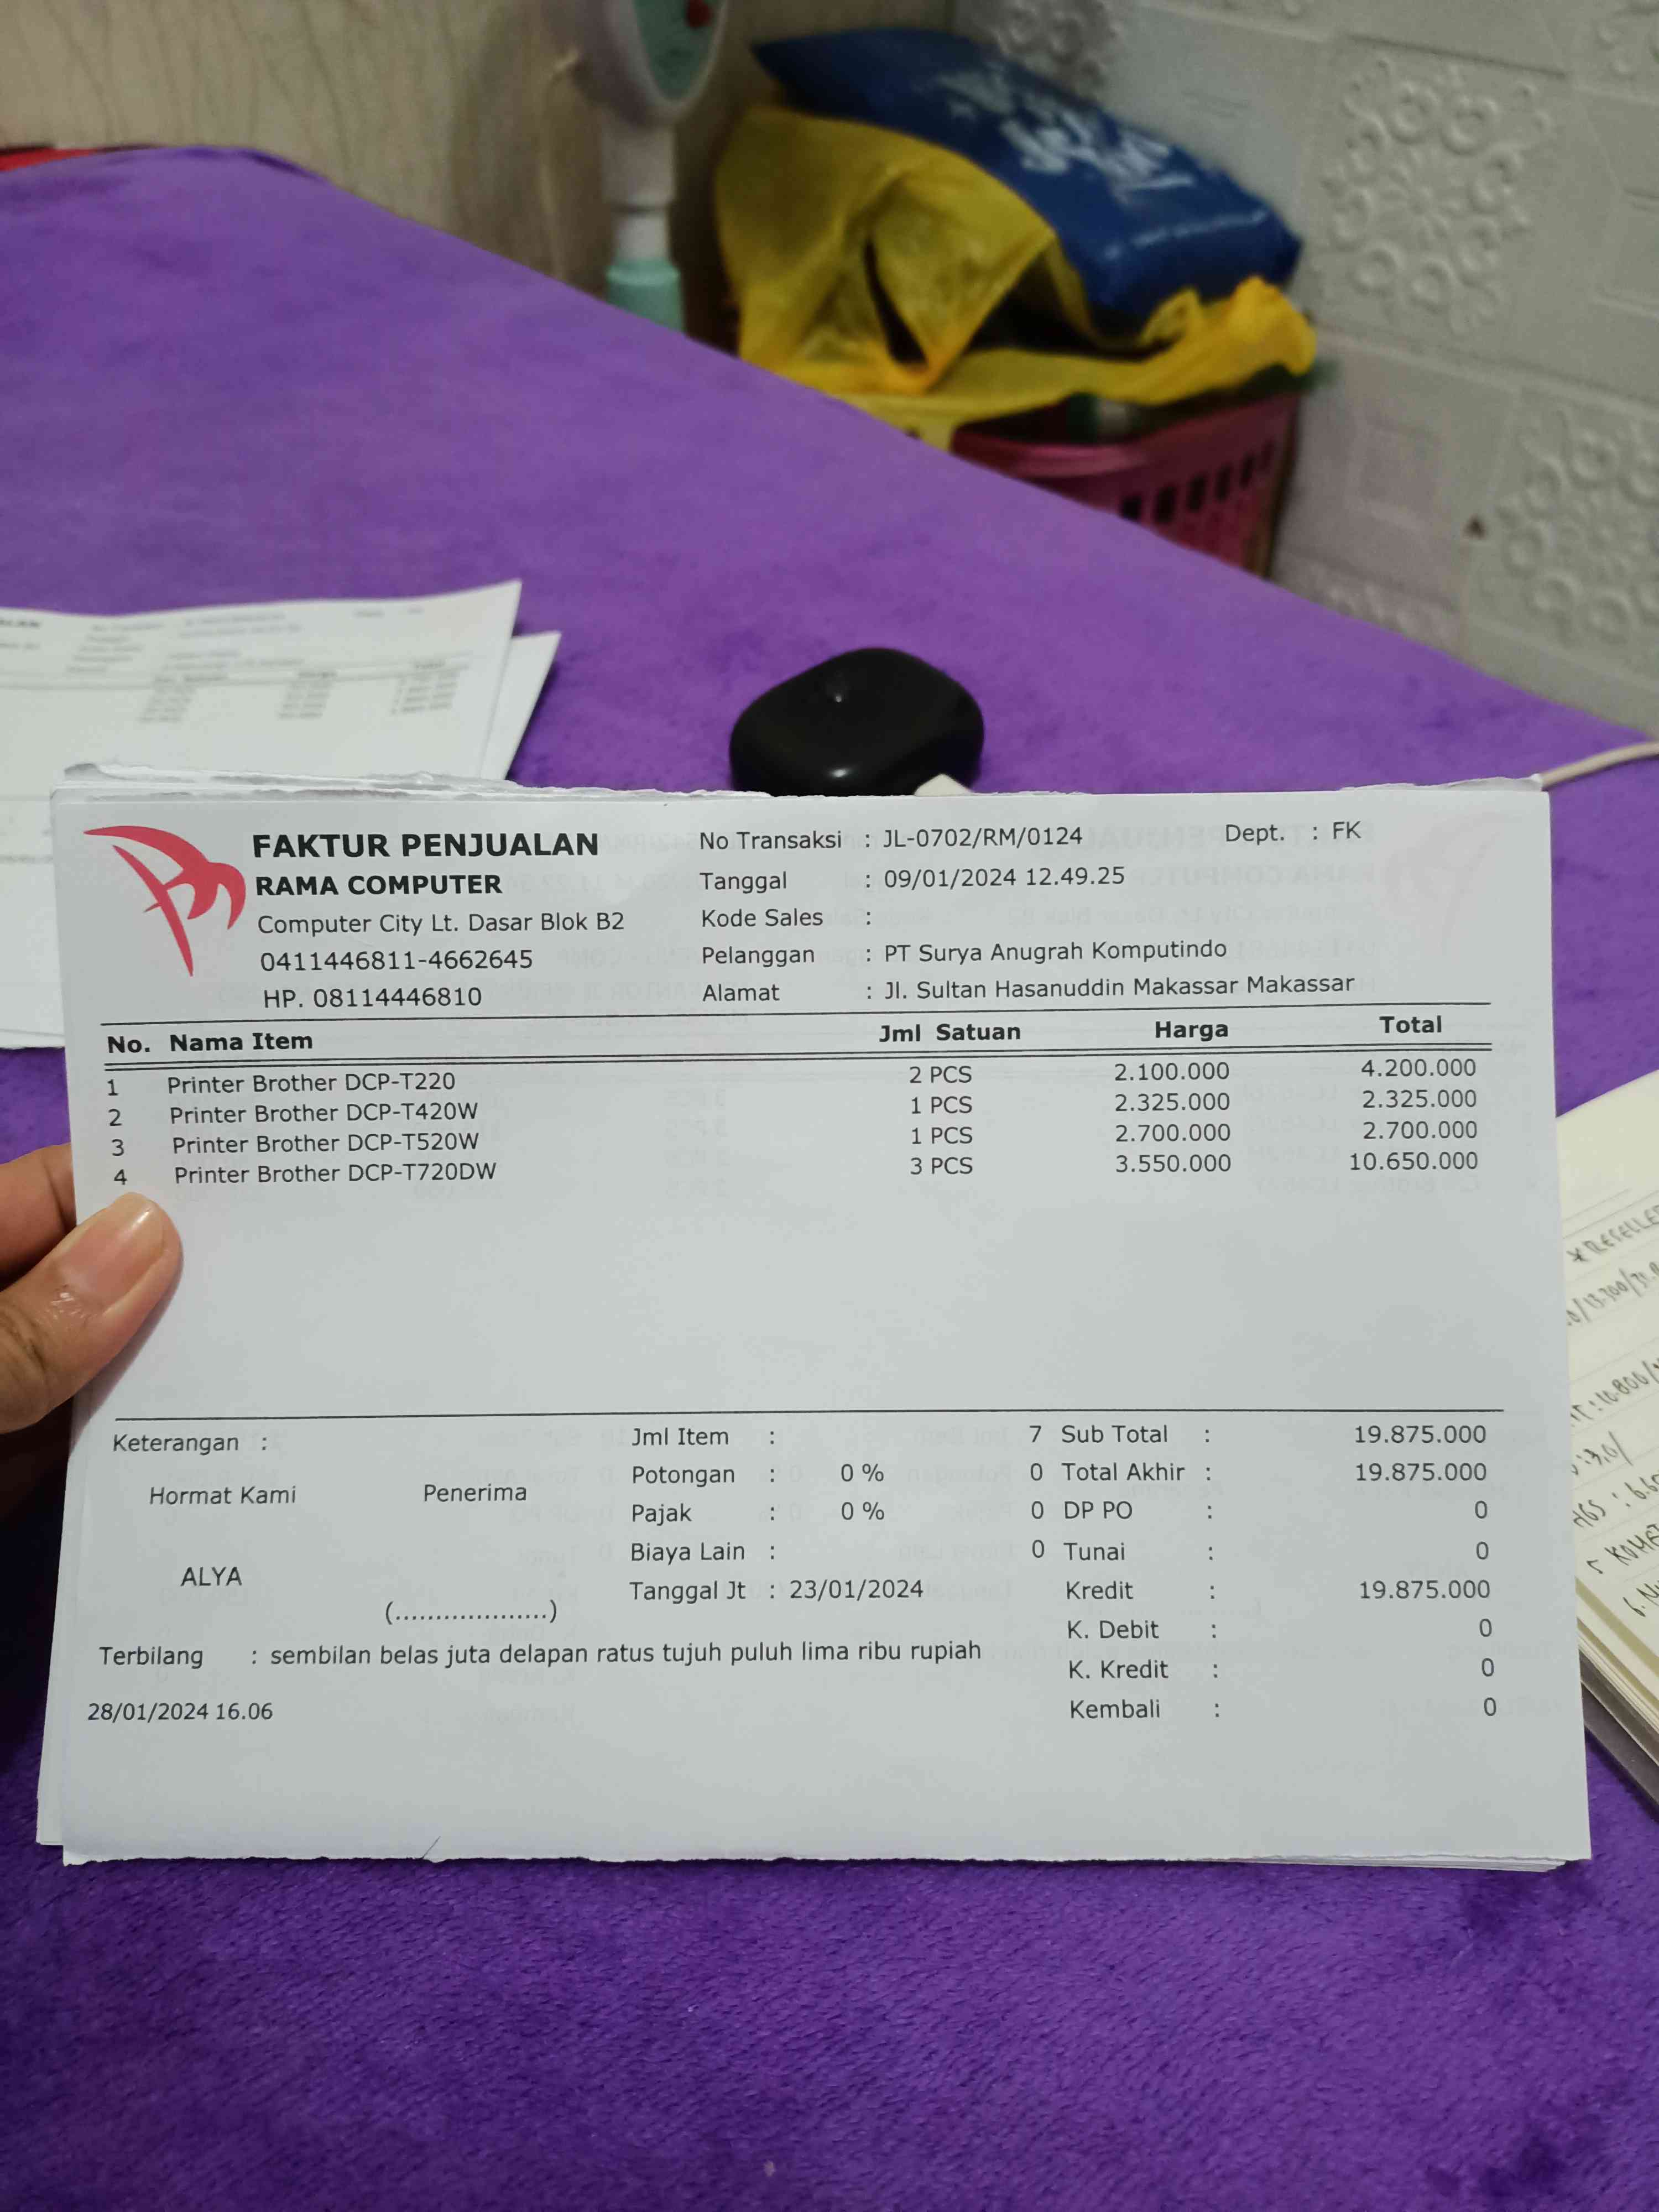 FAKTUR PENJUALAN
RAMA COMPUTER
Computer City Lt. Dasar Blok B2
0411446811-4662645
HP. 08114446810
No Transaksi : JL-0702/RM/0124 Dept. : FK
Tanggal : 09/01/2024 12.49.25
Kode Sales :
Pelanggan : PT Surya Anugrah Komputindo
Alamat : Jl. Sultan Hasanuddin Makassar Makassar
No. Nama Item Jml Satuan Harga Total
1 Printer Brother DCP-T220 2 PCS 2.100.000 4.200.000
2 Printer Brother DCP-T420W 1 PCS 2.325.000 2.325.000
3 Printer Brother DCP-T520W 1 PCS 2.700.000 2.700.000
4 Printer Brother DCP-T720DW 3 PCS 3.550.000 10.650.000
Keterangan :
Hormat Kami Penerima
ALYA
(...................)
Jml Item : 7
Potongan : 0 % 0
Pajak : 0 % 0
Biaya Lain : 0
Tanggal Jt : 23/01/2024
Sub Total : 19.875.000
Total Akhir : 19.875.000
DP PO : 0
Tunai : 0
Kredit : 19.875.000
K. Debit : 0
K. Kredit : 0
Kembali : 0
Terbilang : sembilan belas juta delapan ratus tujuh puluh lima ribu rupiah
28/01/2024 16.06